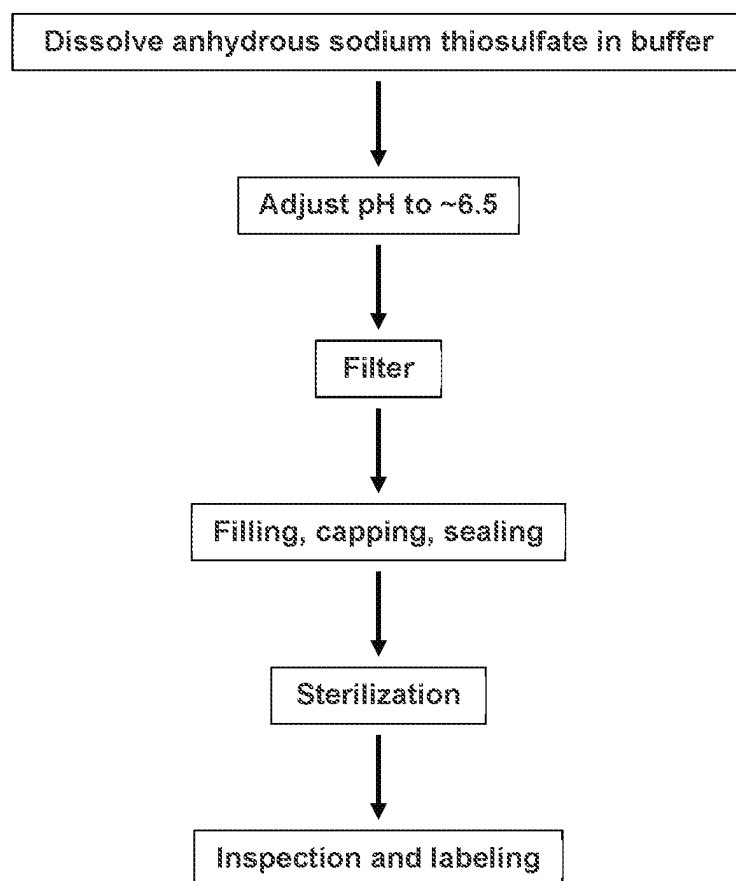 Dissolve anhydrous sodium thiosulfate in buffer
Adjust pH to ~6.5
Filter
Filling, capping, sealing
Sterilization
Inspection and labeling